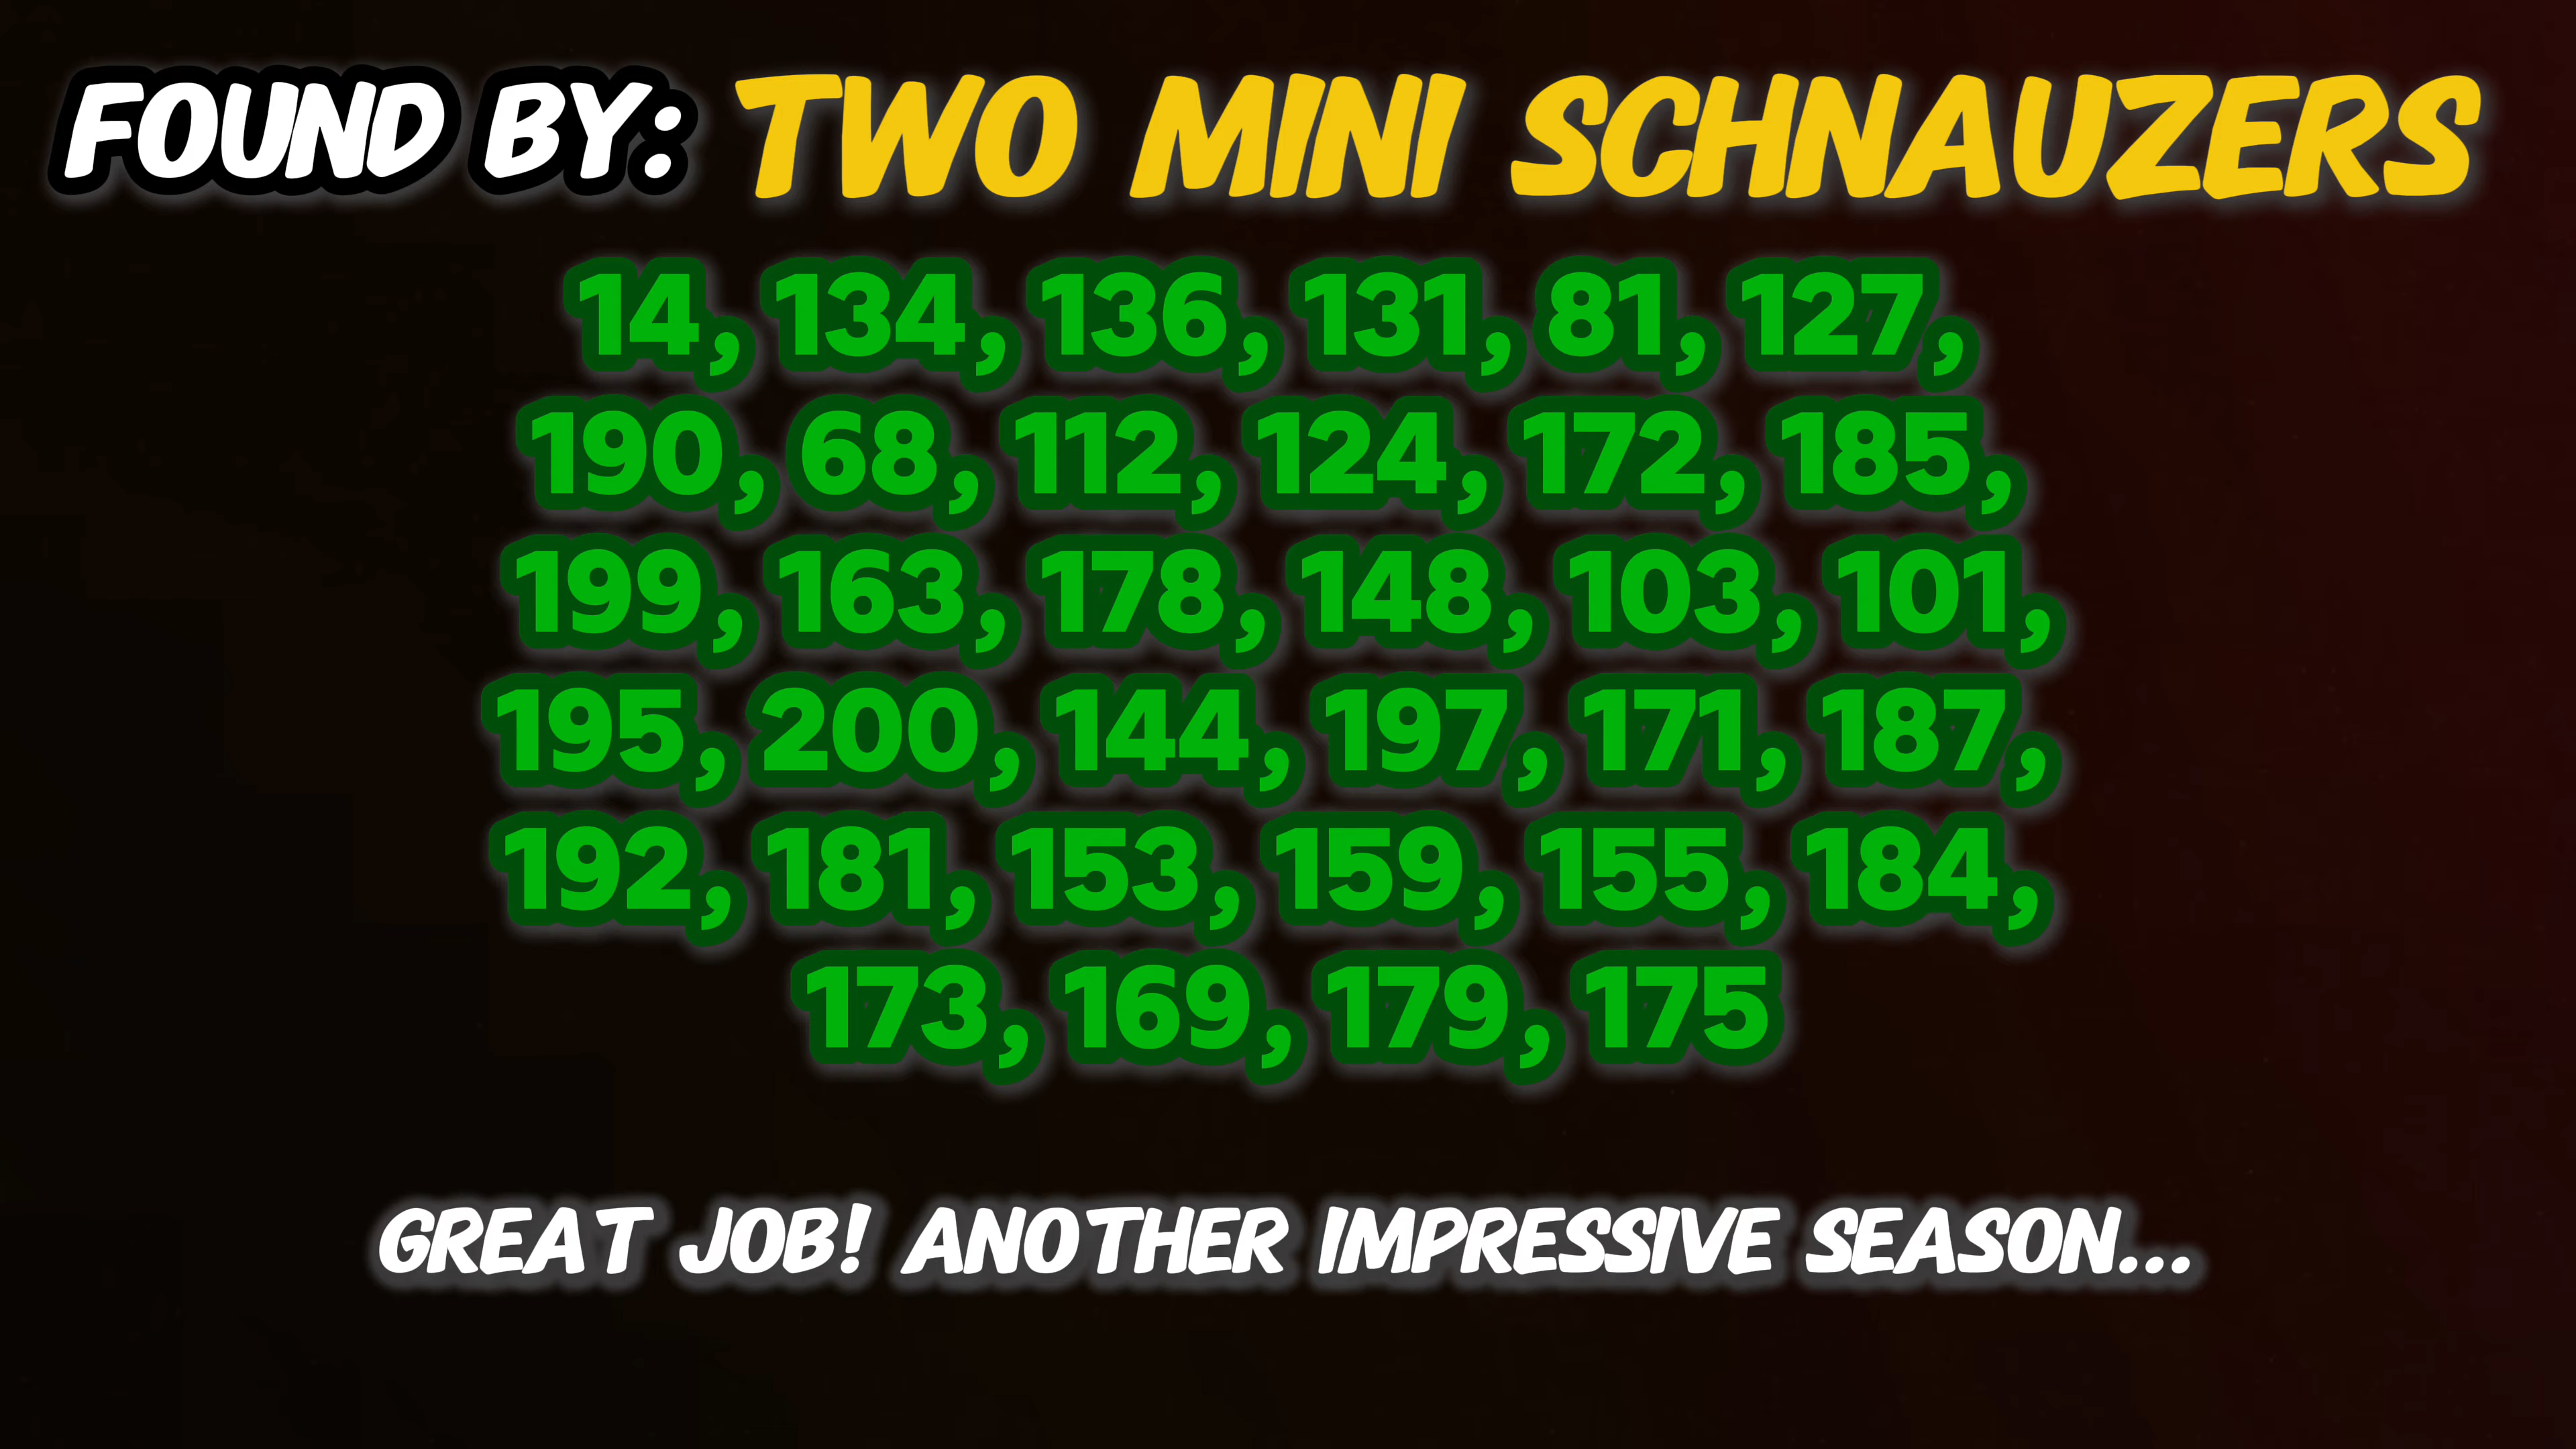 FOUND BY: TWO MINI SCHNAUZERS
14, 134, 136, 131, 81, 127,
190, 68, 112, 124, 172, 185,
199, 163, 178, 148, 103, 101,
195, 200, 144, 197, 171, 187,
192, 181, 153, 159, 155, 184,
173, 169, 179, 175
GREAT JOB! ANOTHER IMPRESSIVE SEASON...